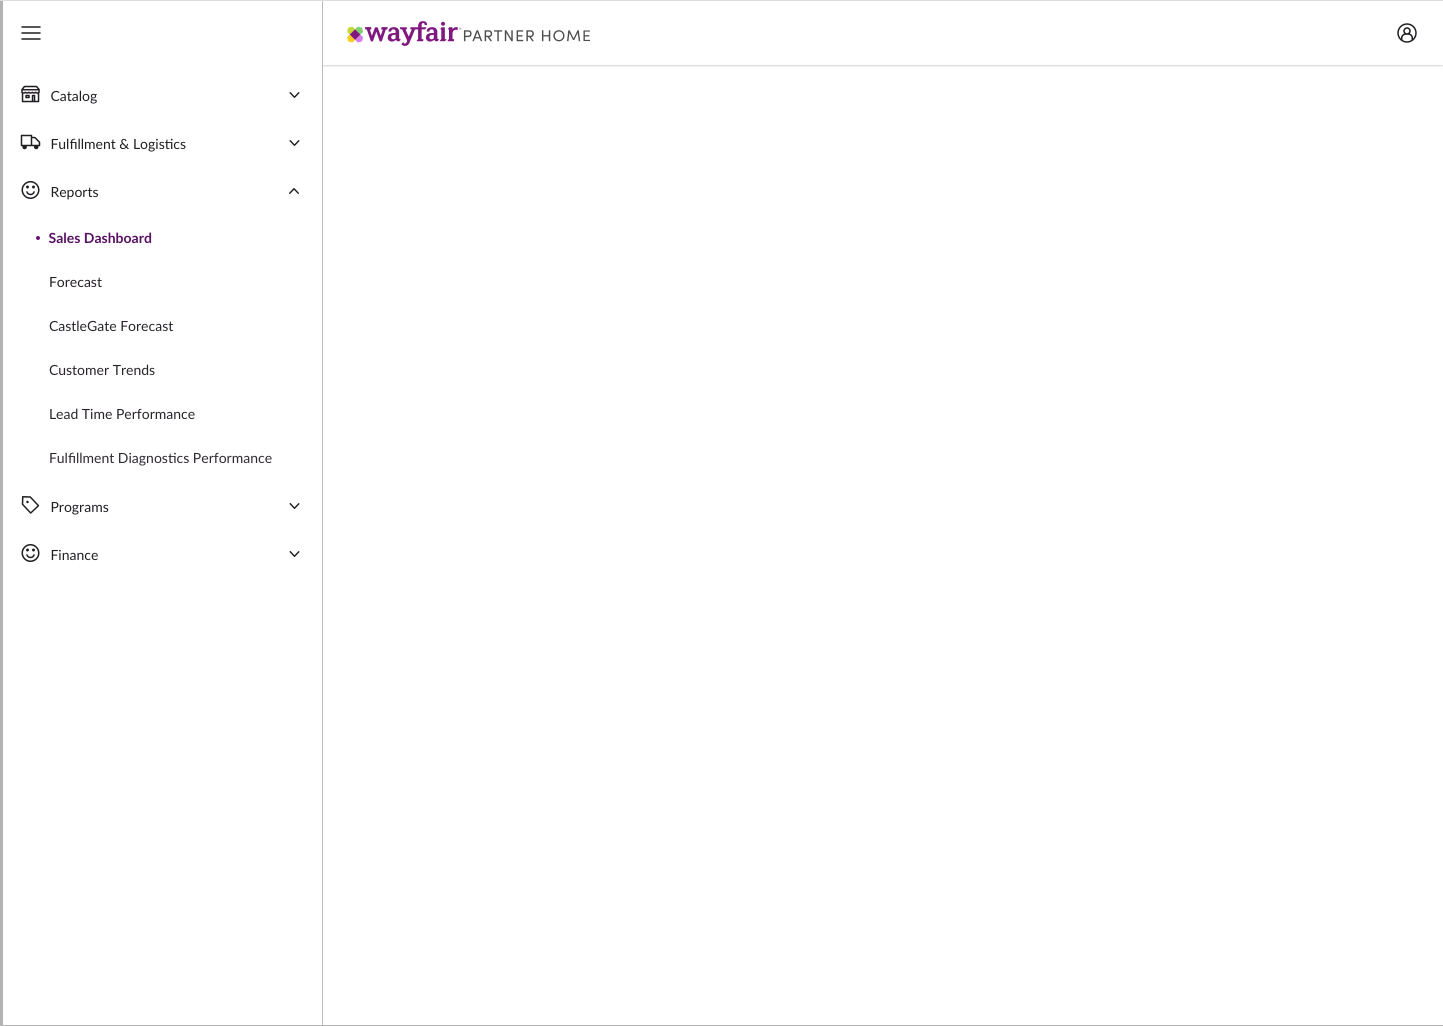 wayfair PARTNER HOME
Catalog
Fulfillment & Logistics
Reports
• Sales Dashboard
Forecast
CastleGate Forecast
Customer Trends
Lead Time Performance
Fulfillment Diagnostics Performance
Programs
Finance